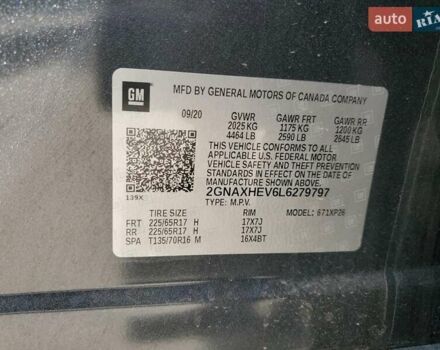 AUTO RIA
GM
MFD BY GENERAL MOTORS OF CANADA COMPANY
09/20 GVWR GAWR FRT GAWR RR
2025 KG 1175 KG 1200 KG
4464 LB 2590 LB 2645 LB
THIS VEHICLE CONFORMS TO ALL
APPLICABLE U.S. FEDERAL MOTOR
VEHICLE SAFETY AND THEFT
PREVENTION STANDARDS IN
EFFECT ON THE DATE OF
MANUFACTURE SHOWN ABOVE.
2GNAXHEV6L6279797
139X TYPE: M.P.V.
TIRE SIZE RIM MODEL: 671XP26
FRT 225/65R17 H 17X7J
RR 225/65R17 H 17X7J
SPA T135/70R16 M 16X4BT